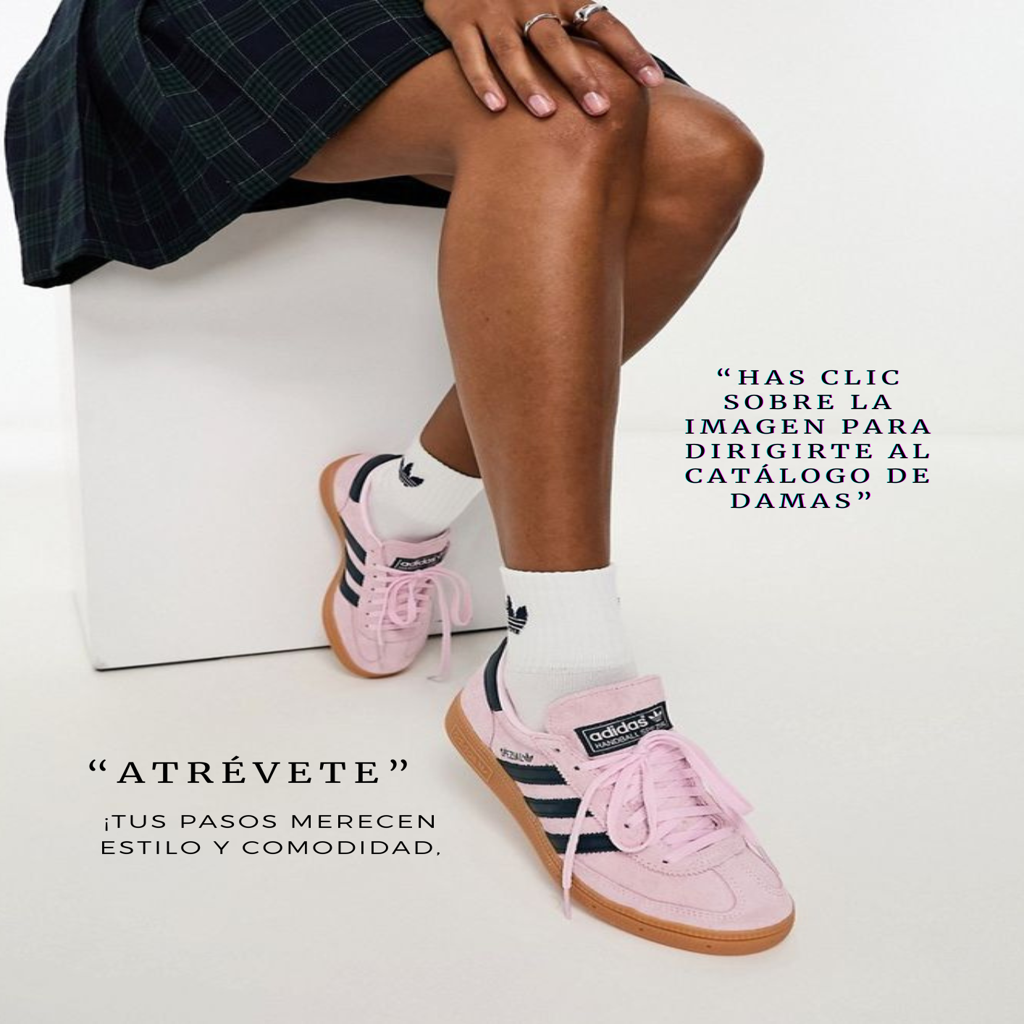 “HAS CLIC
SOBRE LA
IMAGEN PARA
DIRIGIRTE AL
CATÁLOGO DE
DAMAS”
adidas
adidas
HANDBALL
SPEZIAL
“ATRÉVETE”
¡TUS PASOS MERECEN
ESTILO Y COMODIDAD,